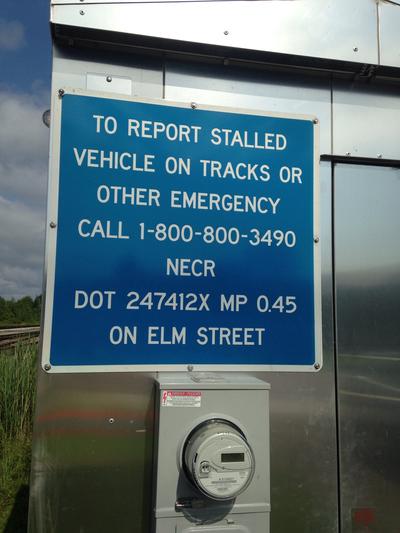 TO REPORT STALLED
VEHICLE ON TRACKS OR
OTHER EMERGENCY
CALL 1-800-800-3490
NECR
DOT 247412X MP 0.45
ON ELM STREET